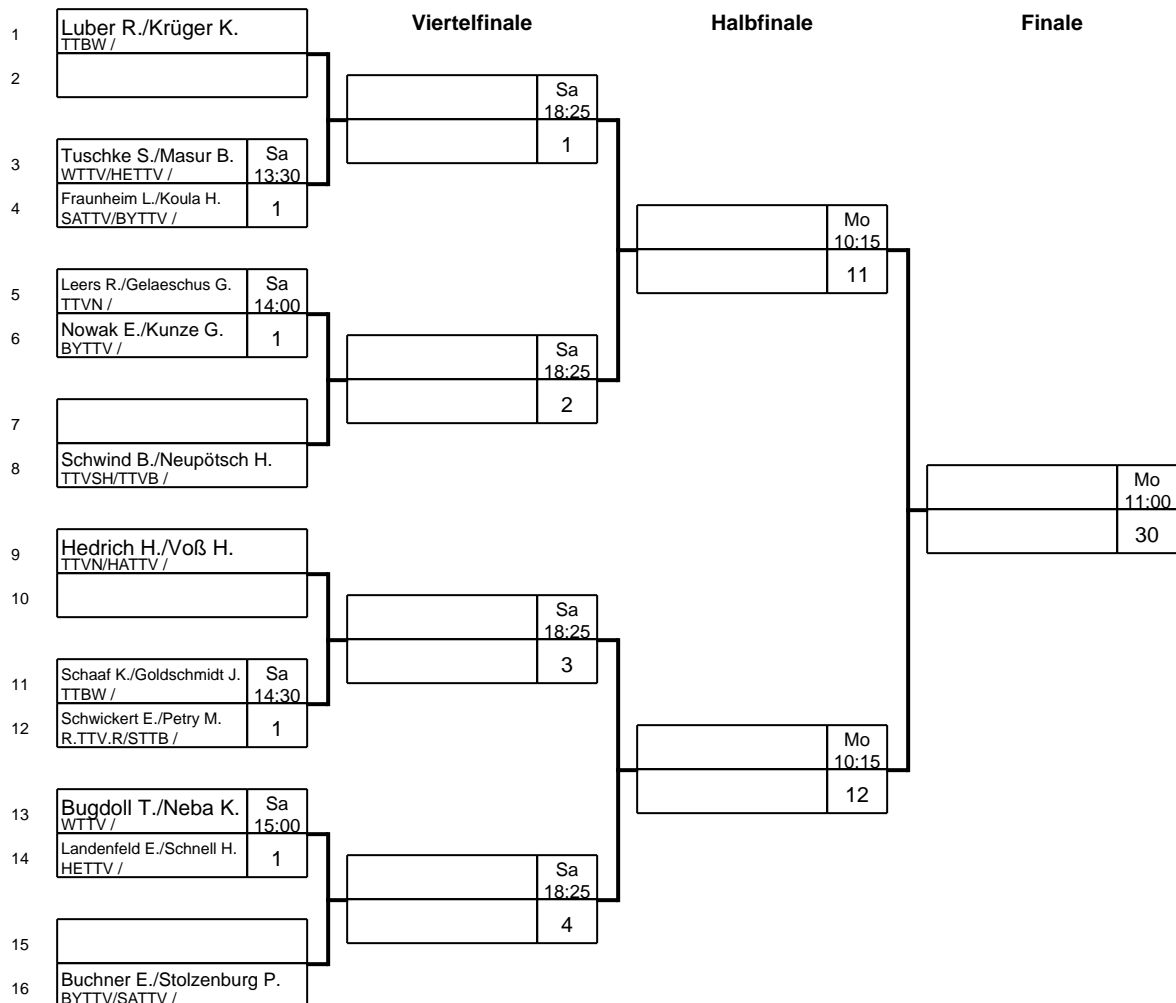 Viertelfinale
Halbfinale
Finale
1
Luber R./Krüger K.
TTBW /
2
Sa
18:25
1
3
Tuschke S./Masur B.
WTTV/HETTV /
Sa
13:30
4
Fraunheim L./Koula H.
SATTV/BYTTV /
1
Mo
10:15
11
5
Leers R./Gelaeschus G.
TTVN /
Sa
14:00
6
Nowak E./Kunze G.
BYTTV /
1
Sa
18:25
2
7
8
Schwind B./Neupötsch H.
TTVSH/TTVB /
Mo
11:00
30
9
Hedrich H./Voß H.
TTVN/HATTV /
10
Sa
18:25
3
11
Schaaf K./Goldschmidt J.
TTBW /
Sa
14:30
12
Schwickert E./Petry M.
R.TTV.R/STTB /
1
Mo
10:15
12
13
Bugdoll T./Neba K.
WTTV /
Sa
15:00
14
Landenfeld E./Schnell H.
HETTV /
1
Sa
18:25
4
15
16
Buchner E./Stolzenburg P.
BYTTV/SATTV /